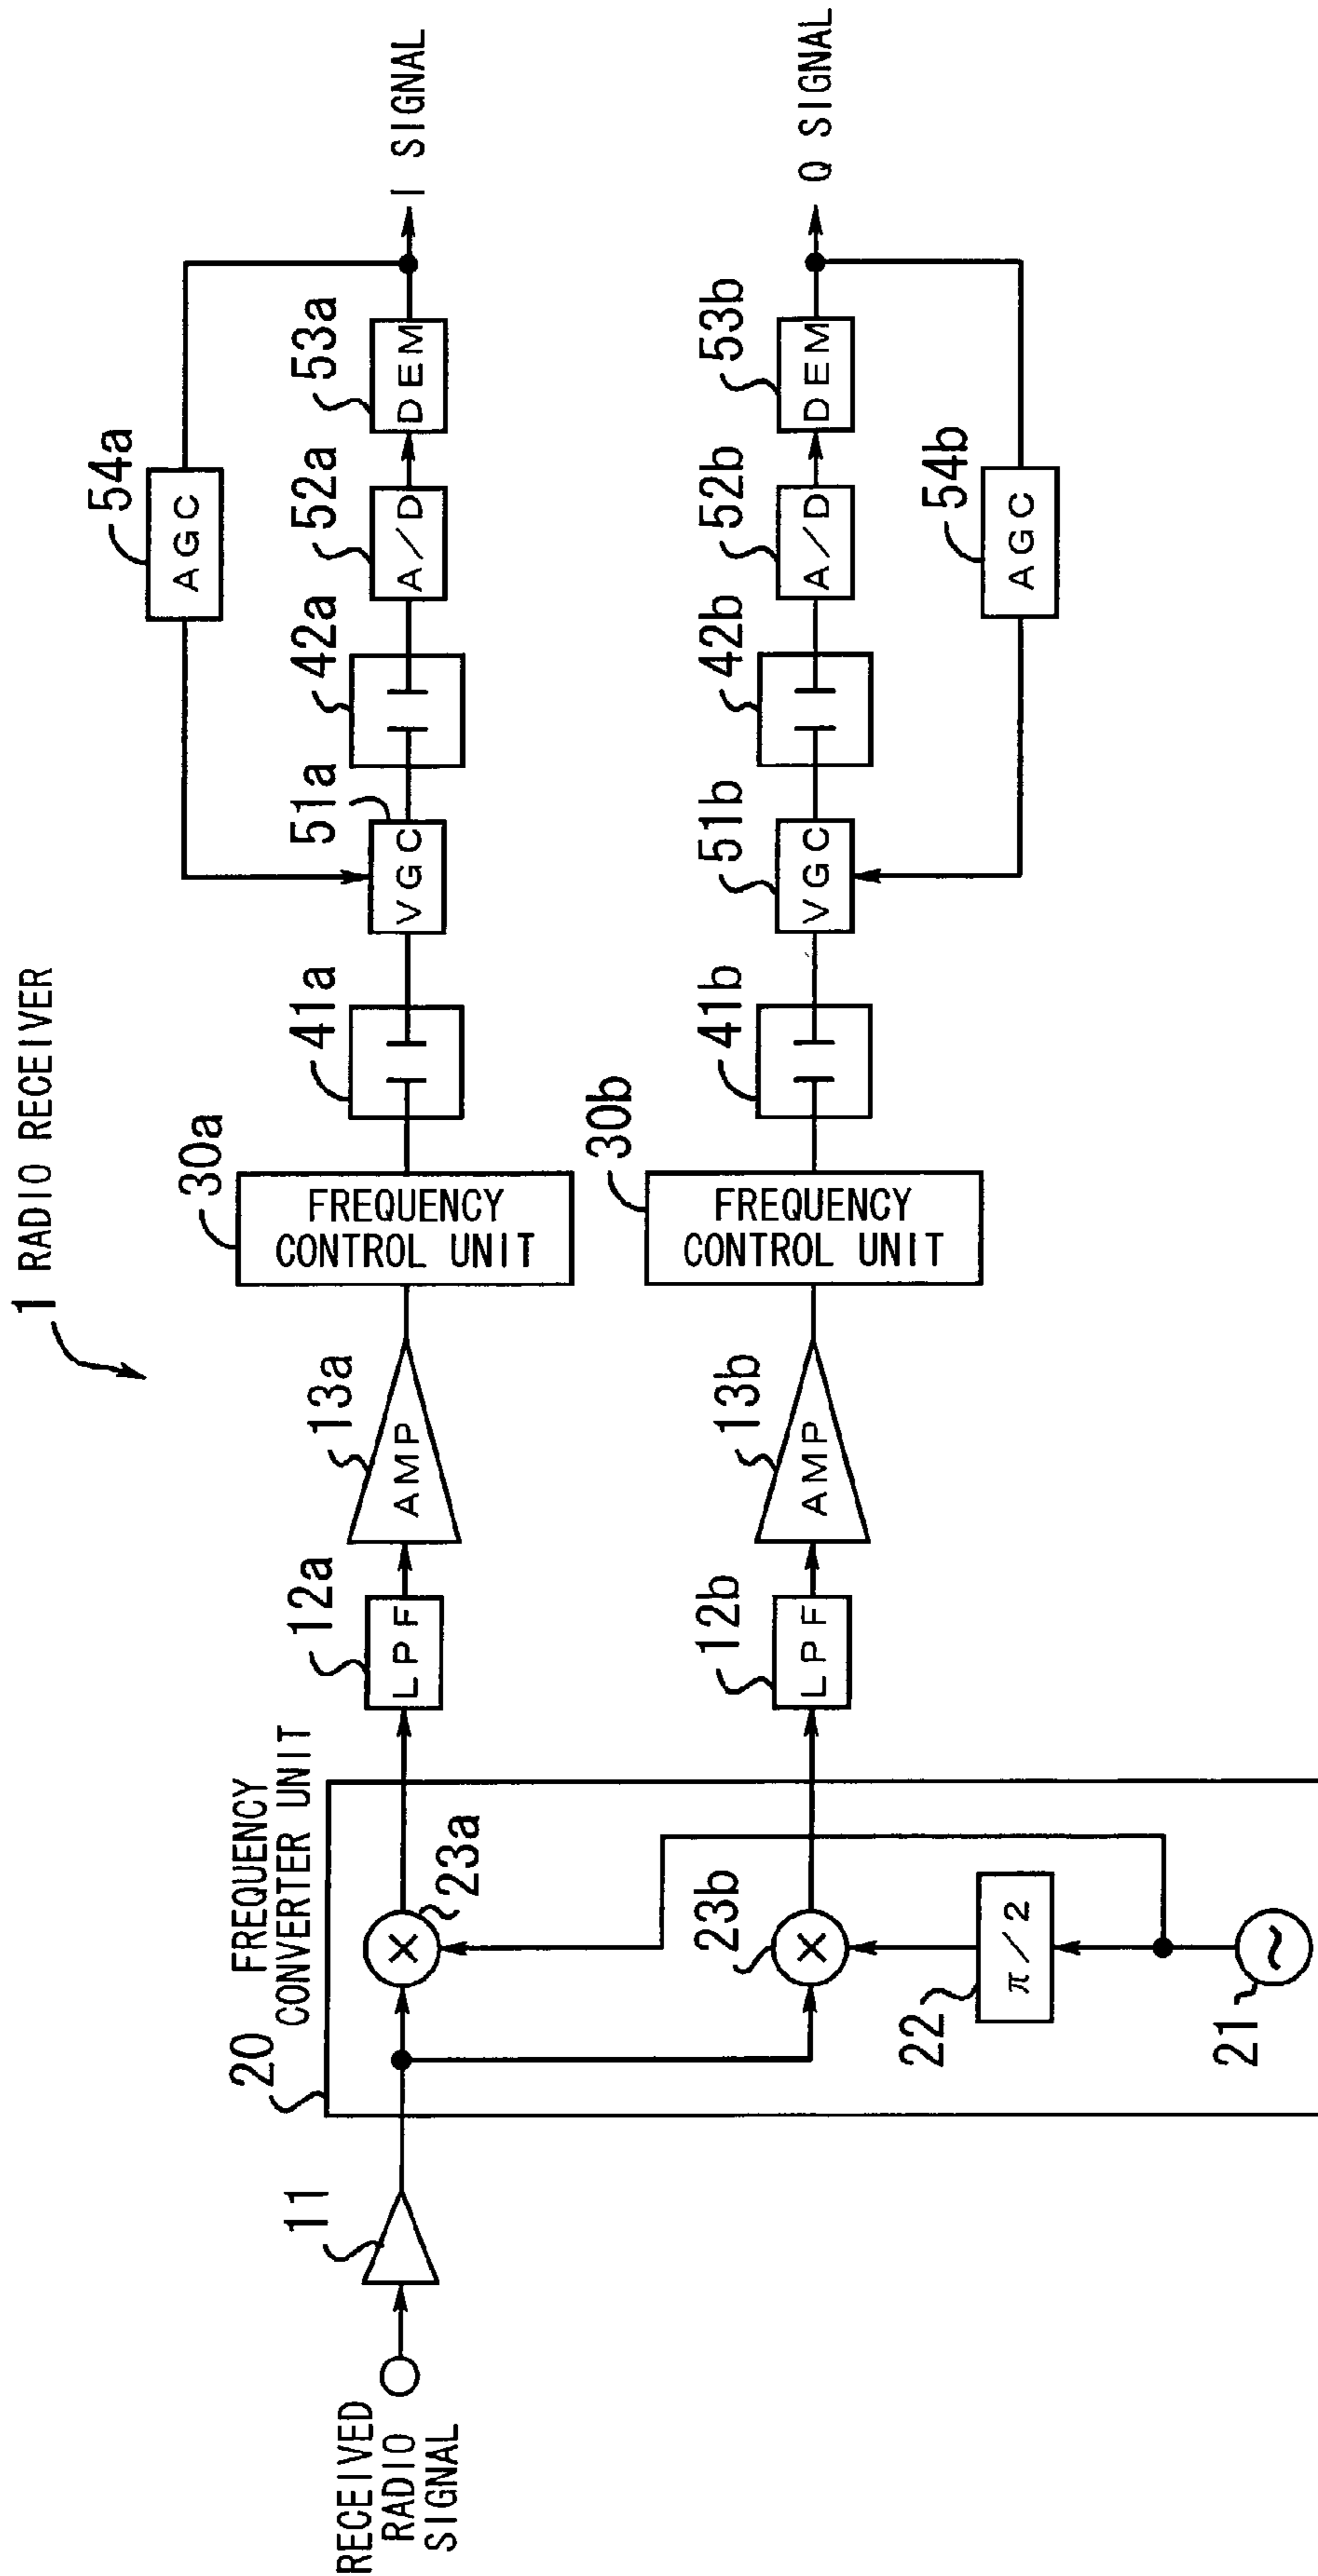 1 RADIO RECEIVER
RECEIVED
RADIO
SIGNAL
11
20
FREQUENCY
CONVERTER UNIT
23a
×
23b
×
22
π/2
21
~
12a
LPF
13a
AMP
30a
FREQUENCY
CONTROL UNIT
41a
51a
VGC
42a
52a
A/D
53a
DEM
54a
AGC
I SIGNAL
12b
LPF
13b
AMP
30b
FREQUENCY
CONTROL UNIT
41b
51b
VGC
42b
52b
A/D
53b
DEM
54b
AGC
Q SIGNAL